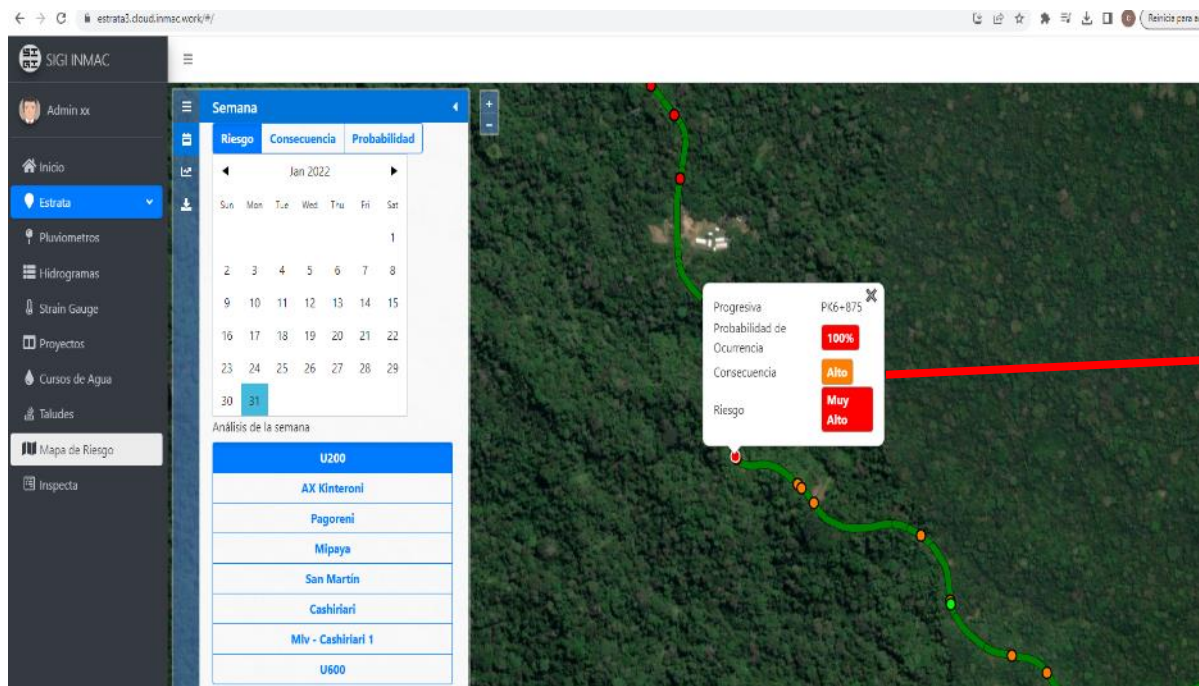 estrata3.cloud.inmac.work/#/
Reinicia para a
SIGI INMAC
Admin xx
Inicio
Estrata
Pluviometros
Hidrogramas
Strain Gauge
Proyectos
Cursos de Agua
Taludes
Mapa de Riesgo
Inspecta
Semana
Riesgo Consecuencia Probabilidad
Jan 2022
Sun Mon Tue Wed Thu Fri Sat
1
2 3 4 5 6 7 8
9 10 11 12 13 14 15
16 17 18 19 20 21 22
23 24 25 26 27 28 29
30 31
Análisis de la semana
U200
AX Kinteroni
Pagoreni
Mipaya
San Martín
Cashiriari
Mlv - Cashiriari 1
U600
+
-
Progresiva PK6+875
Probabilidad de
Ocurrencia 100%
Consecuencia Alto
Riesgo Muy
Alto